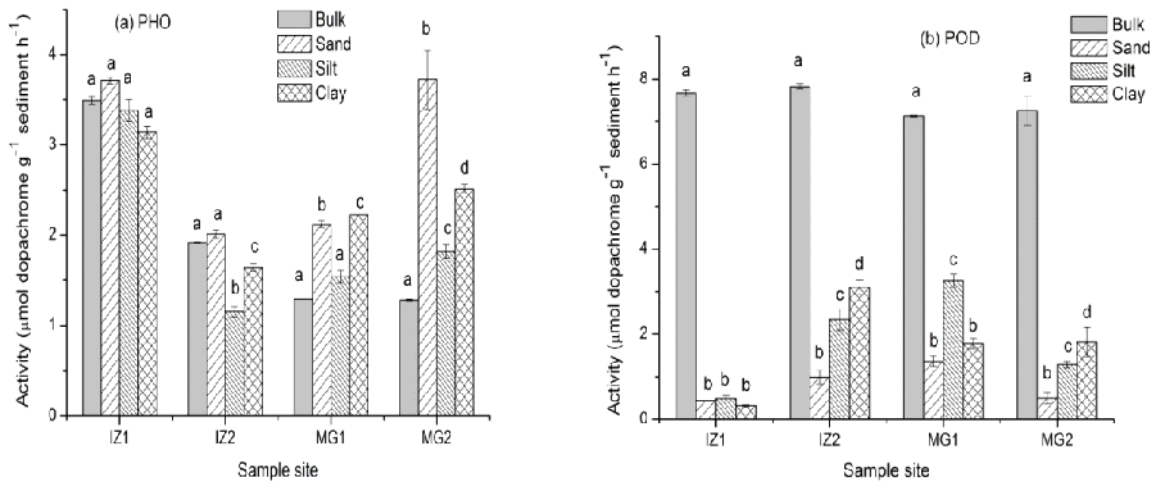 (a) PHO
Bulk
Sand
Silt
Clay
Activity (μmol dopachrome g⁻¹ sediment h⁻¹)
4
3
2
1
0
a a a a
a a b c
a b a c
a b c d
IZ1 IZ2 MG1 MG2
Sample site
(b) POD
Bulk
Sand
Silt
Clay
Activity (μmol dopachrome g⁻¹ sediment h⁻¹)
8
6
4
2
0
a b b b
a b c d
a b c b
a b c d
IZ1 IZ2 MG1 MG2
Sample site